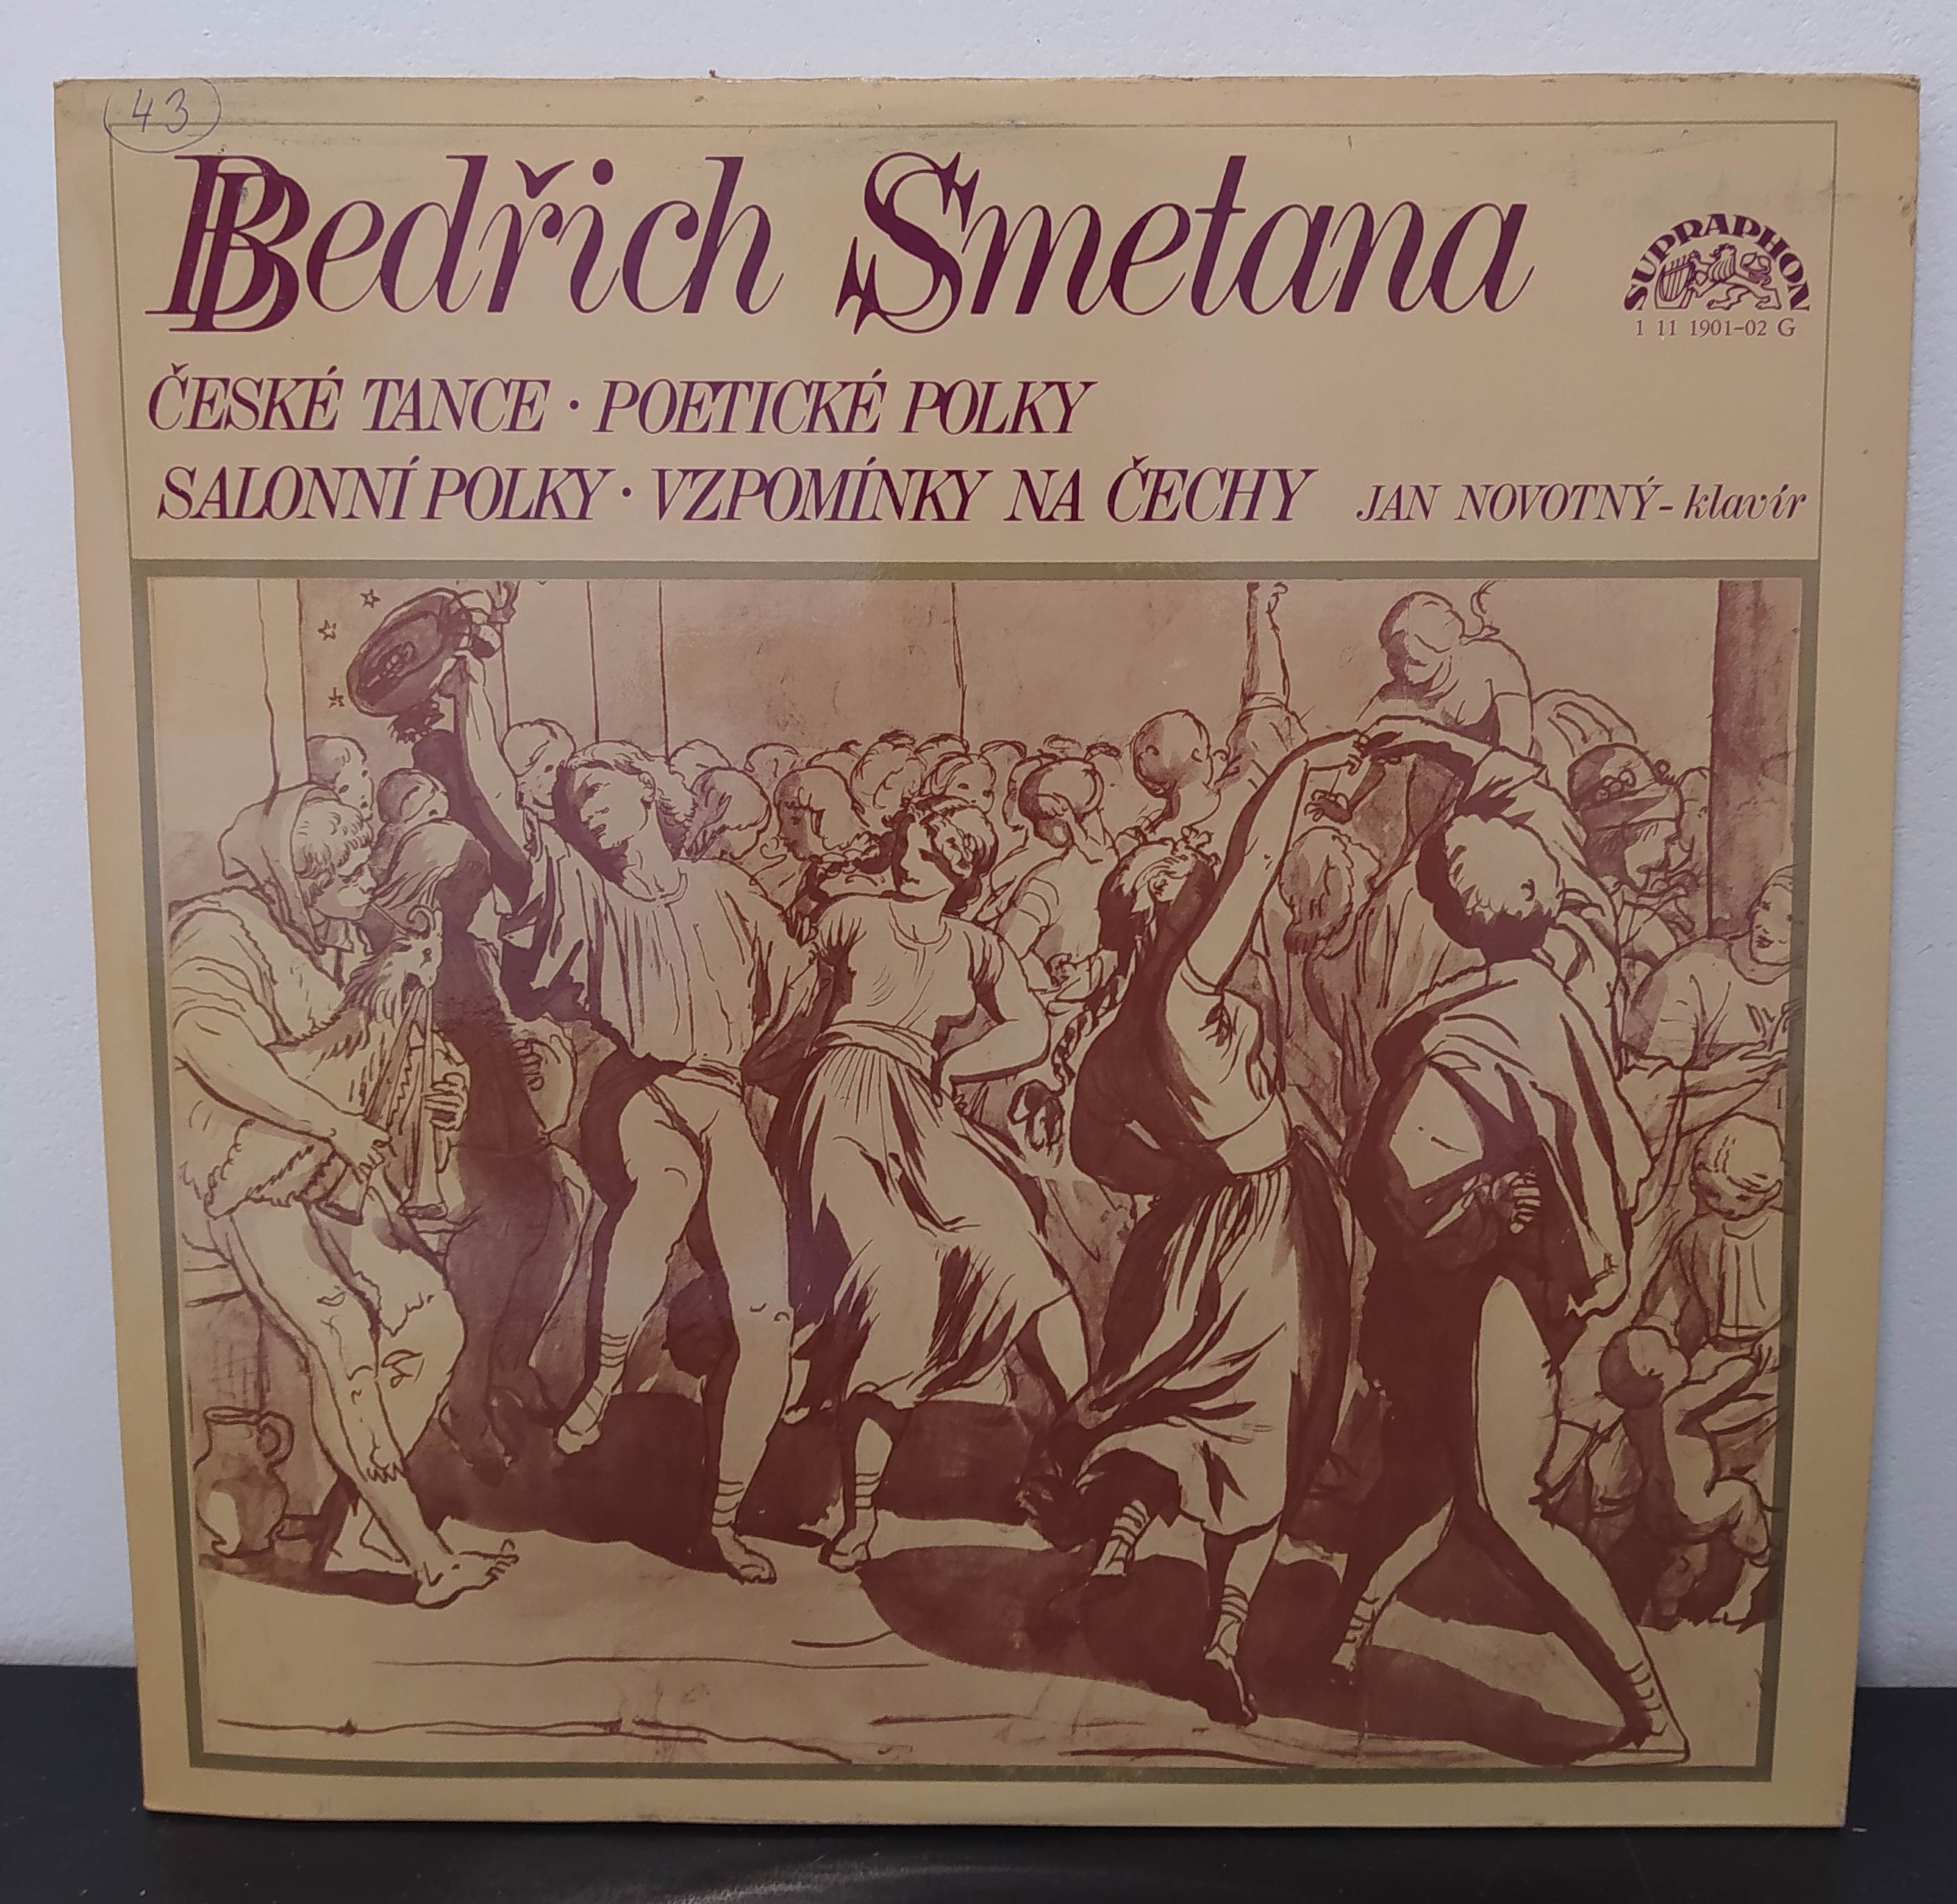 43
Bedřich Smetana
SUPRAPHON
1 11 1901-02 G
ČESKÉ TANCE · POETICKÉ POLKY
SALONNÍ POLKY · VZPOMÍNKY NA ČECHY JAN NOVOTNÝ - klavír